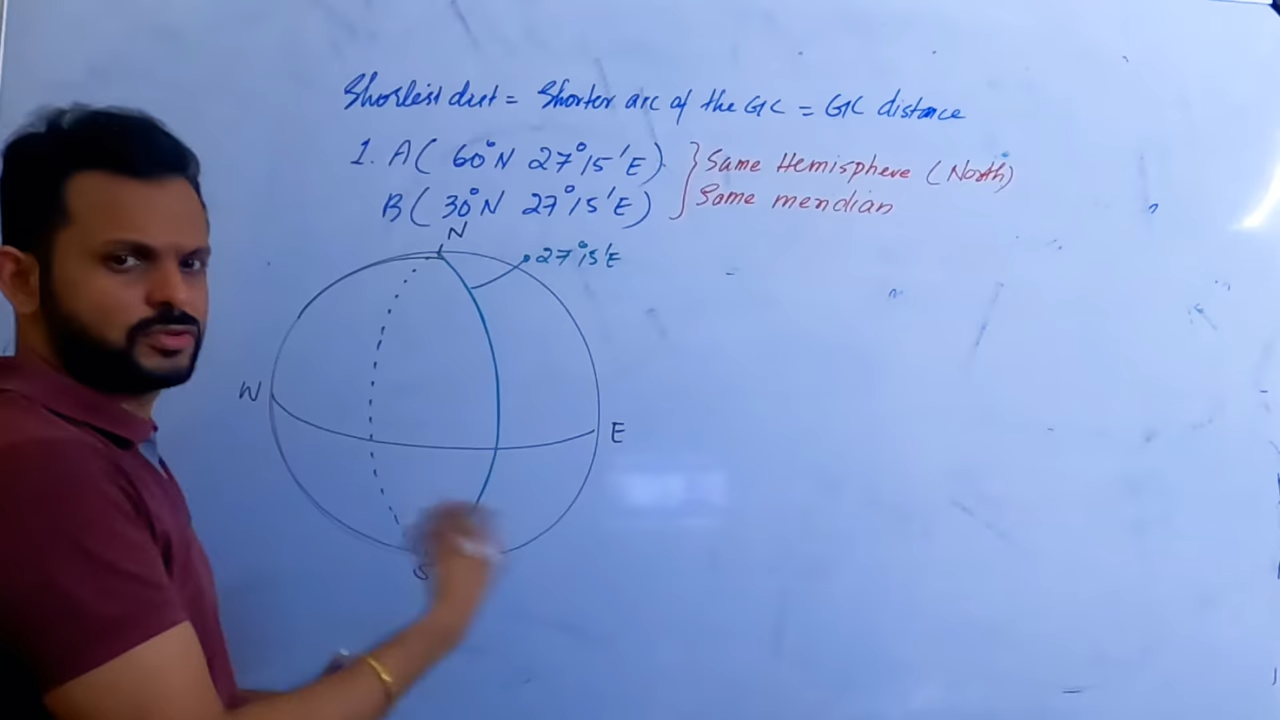 Shortest dist = Shorter arc of the GC = GC distance
1. A( 60°N 27°15'E) } Same Hemisphere (North)
B( 30°N 27°15'E) } Same meridian
N
27°15'E
W
E
S